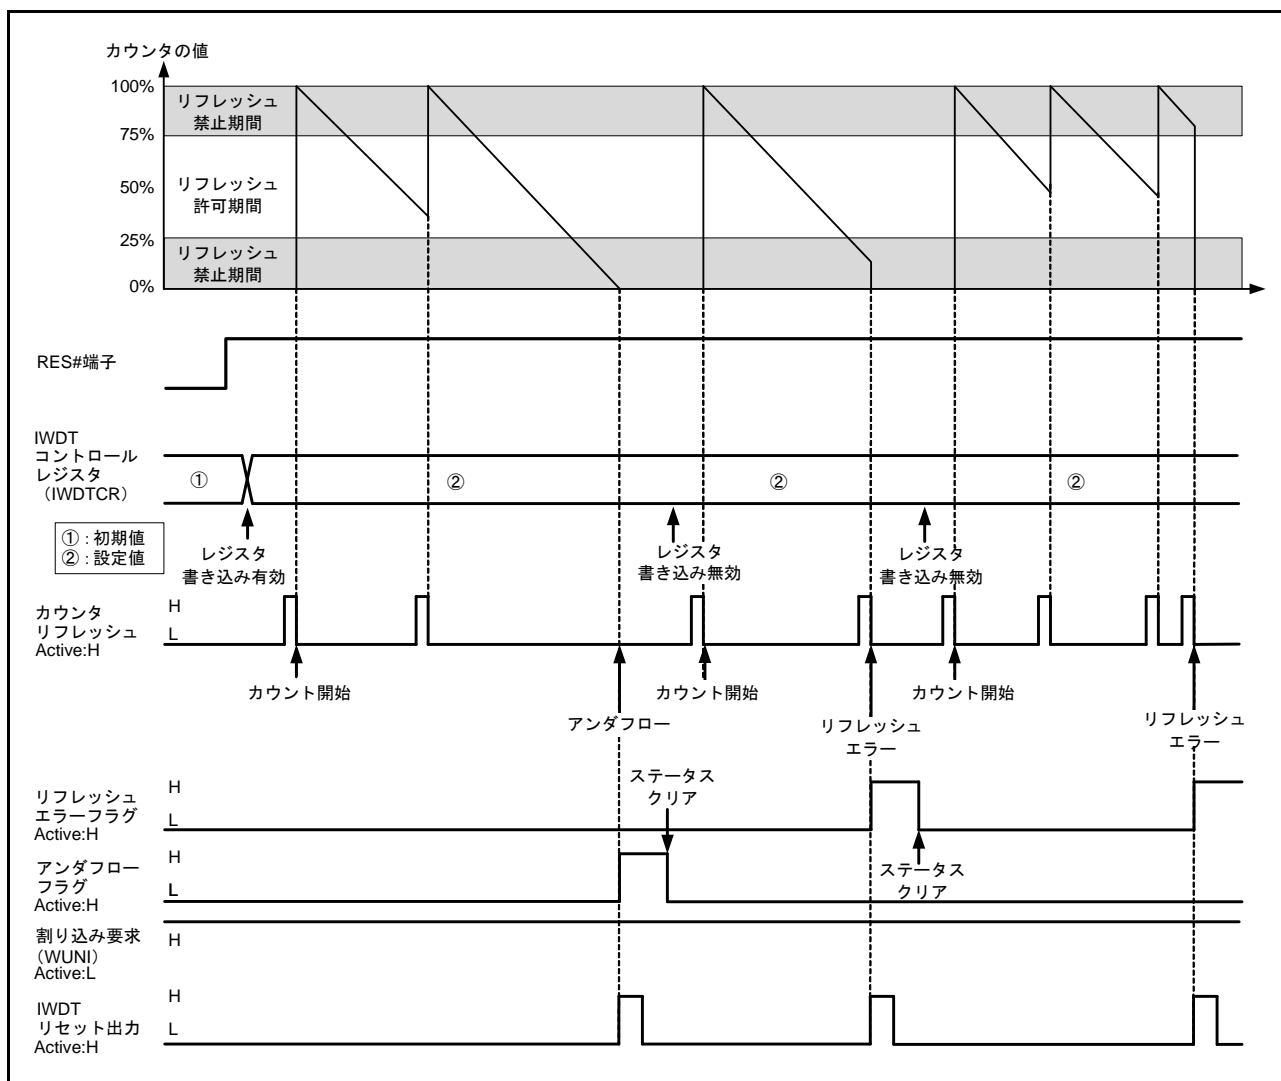 カウンタの値
100%
リフレッシュ
禁止期間
75%
50%
リフレッシュ
許可期間
25%
リフレッシュ
禁止期間
0%
RES#端子
IWDT
コントロール
レジスタ
（IWDTCR）
①
②
②
②
①：初期値
②：設定値
レジスタ
書き込み有効
レジスタ
書き込み無効
レジスタ
書き込み無効
カウンタ
リフレッシュ
Active:H
H
L
カウント開始
カウント開始
カウント開始
アンダフロー
リフレッシュ
エラー
リフレッシュ
エラー
リフレッシュ
エラーフラグ
Active:H
H
L
ステータス
クリア
ステータス
クリア
アンダフロー
フラグ
Active:H
H
L
割り込み要求
（WUNI）
Active:L
H
IWDT
リセット出力
Active:H
H
L